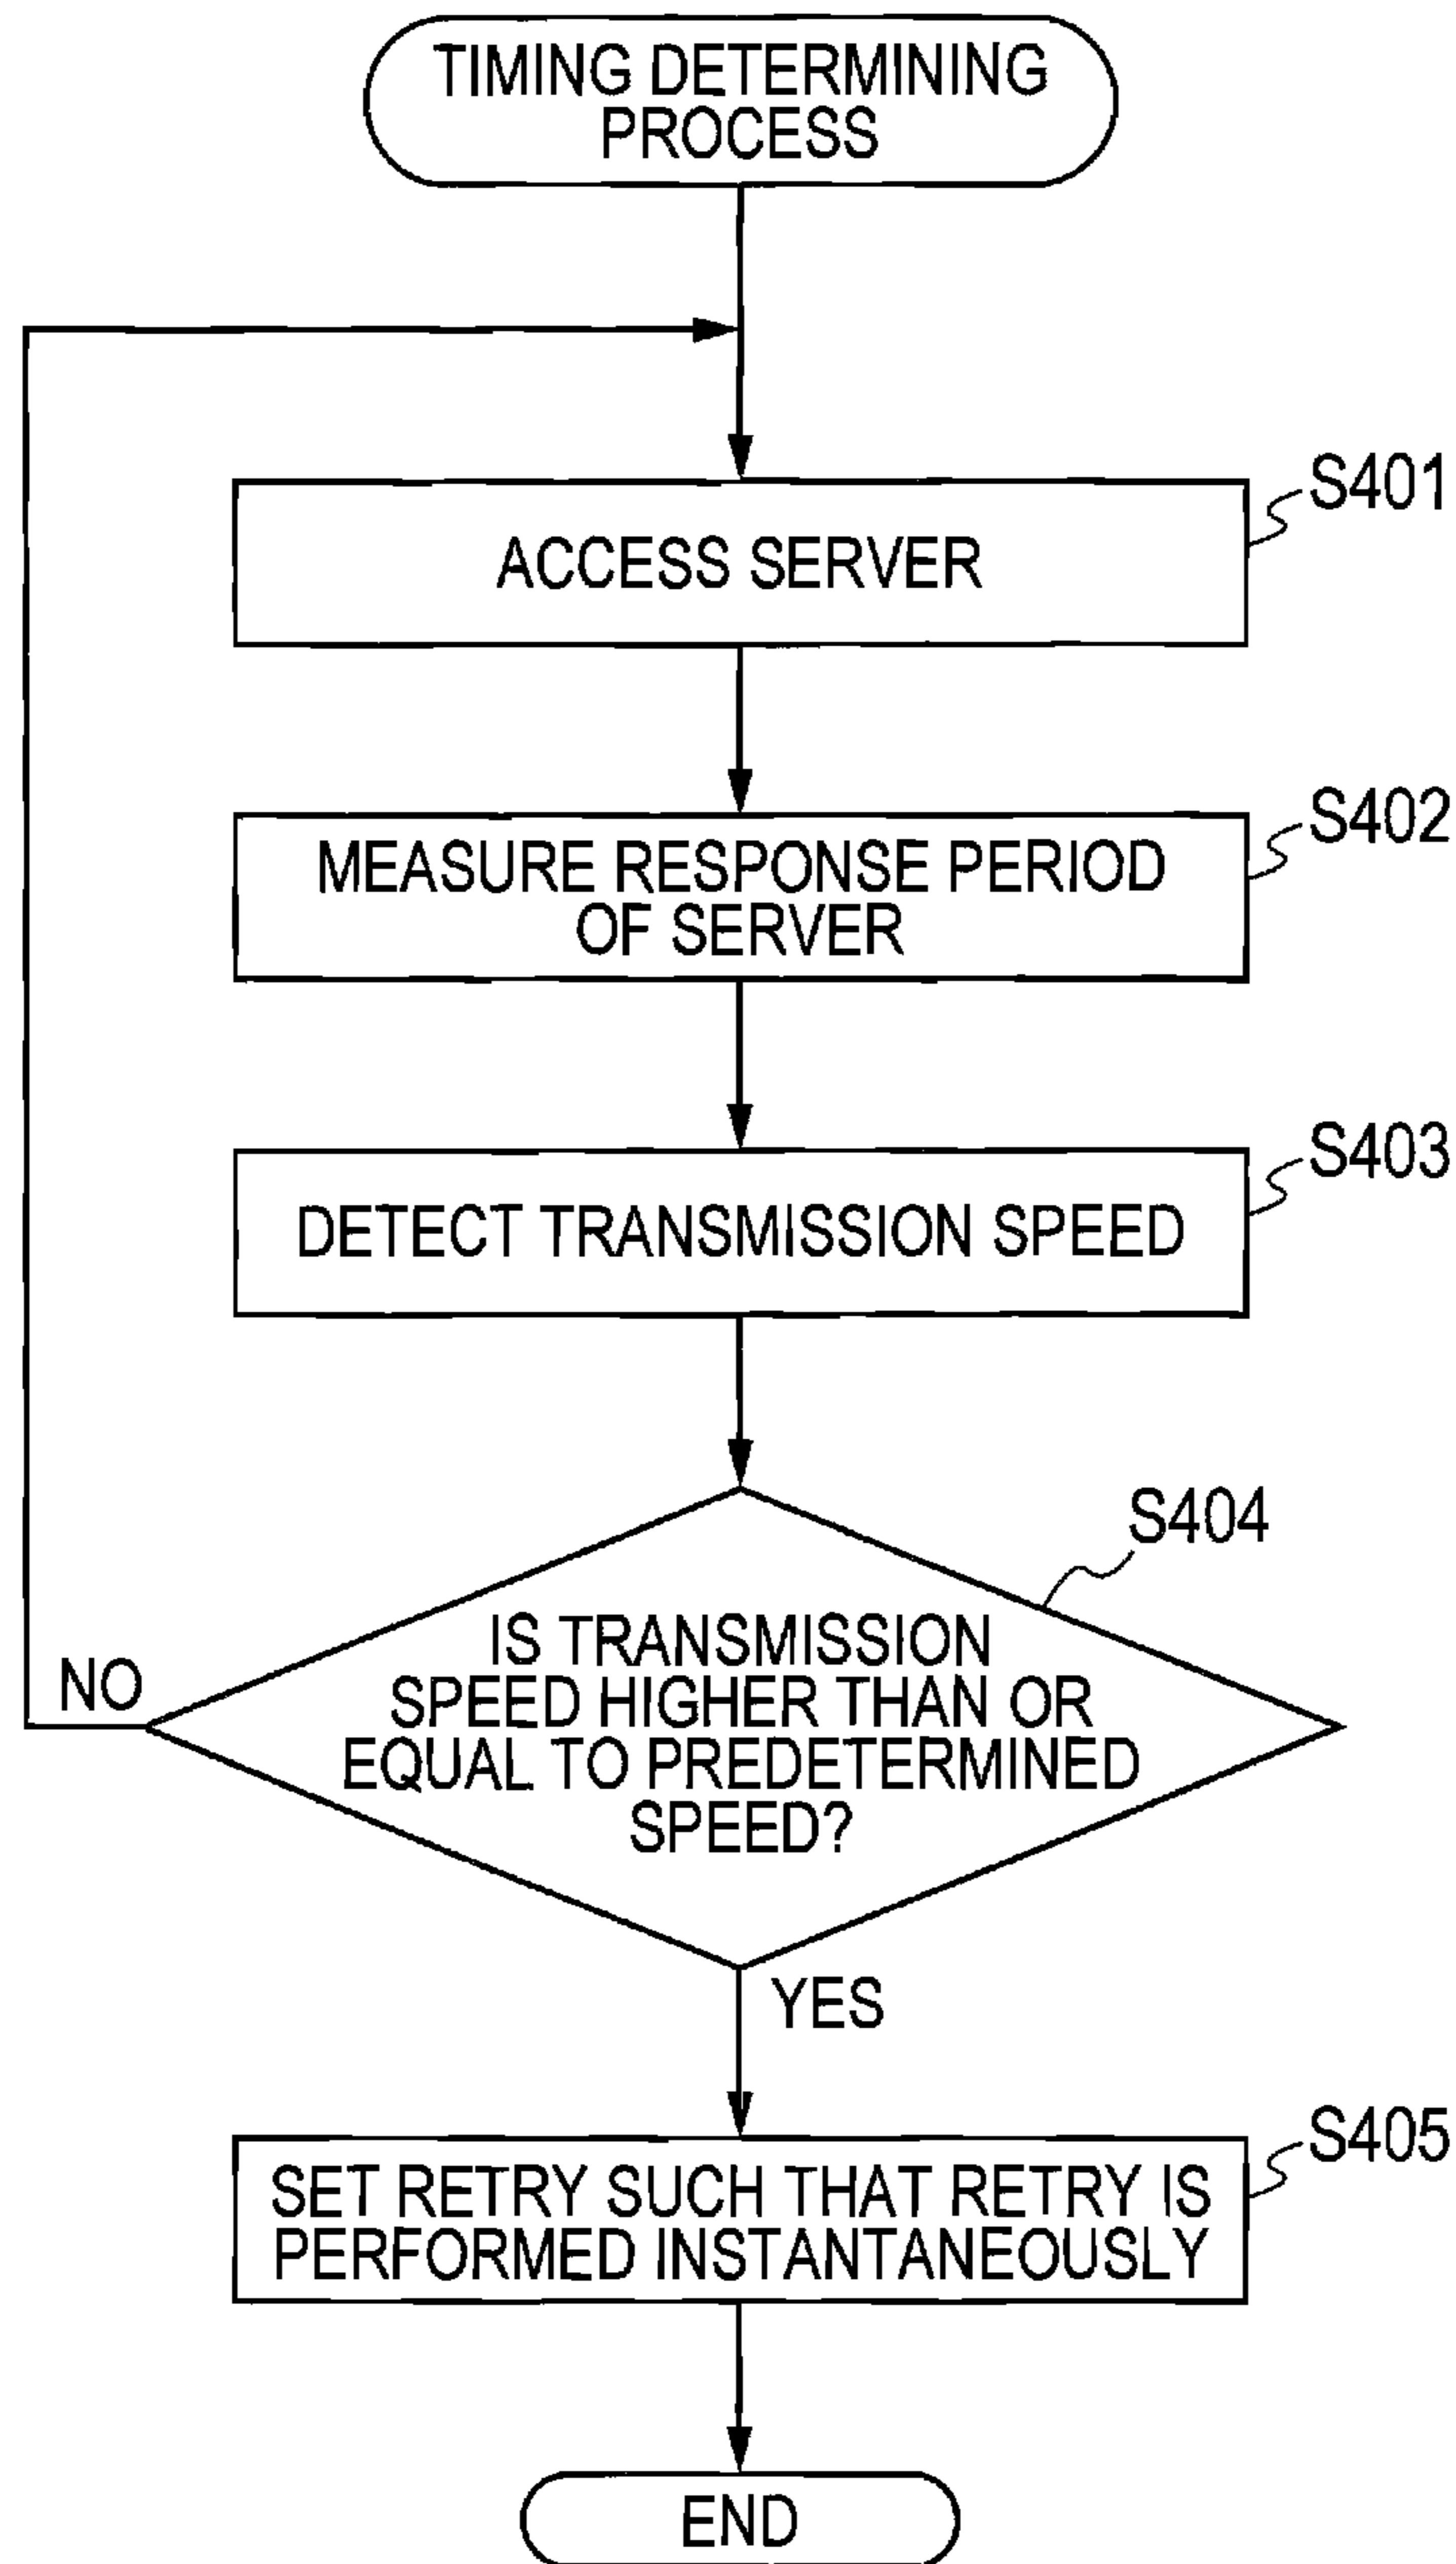 TIMING DETERMINING
PROCESS
S401
ACCESS SERVER
S402
MEASURE RESPONSE PERIOD
OF SERVER
S403
DETECT TRANSMISSION SPEED
S404
IS TRANSMISSION
SPEED HIGHER THAN OR
EQUAL TO PREDETERMINED
SPEED?
NO
YES
S405
SET RETRY SUCH THAT RETRY IS
PERFORMED INSTANTANEOUSLY
END